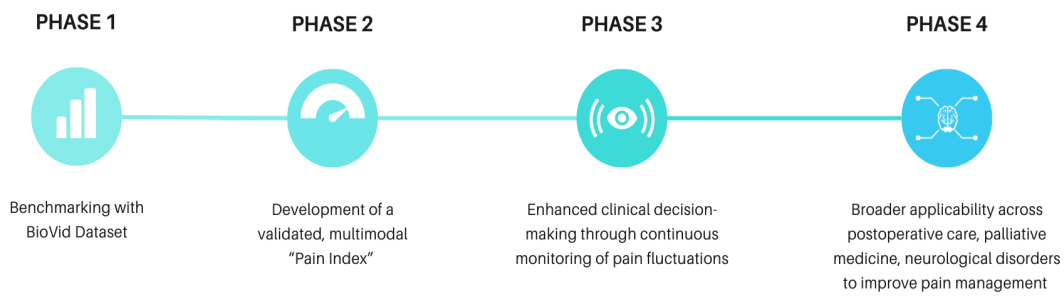 PHASE 1
Benchmarking with
BioVid Dataset
PHASE 2
Development of a
validated, multimodal
“Pain Index”
PHASE 3
Enhanced clinical decision-
making through continuous
monitoring of pain fluctuations
PHASE 4
Broader applicability across
postoperative care, palliative
medicine, neurological disorders
to improve pain management